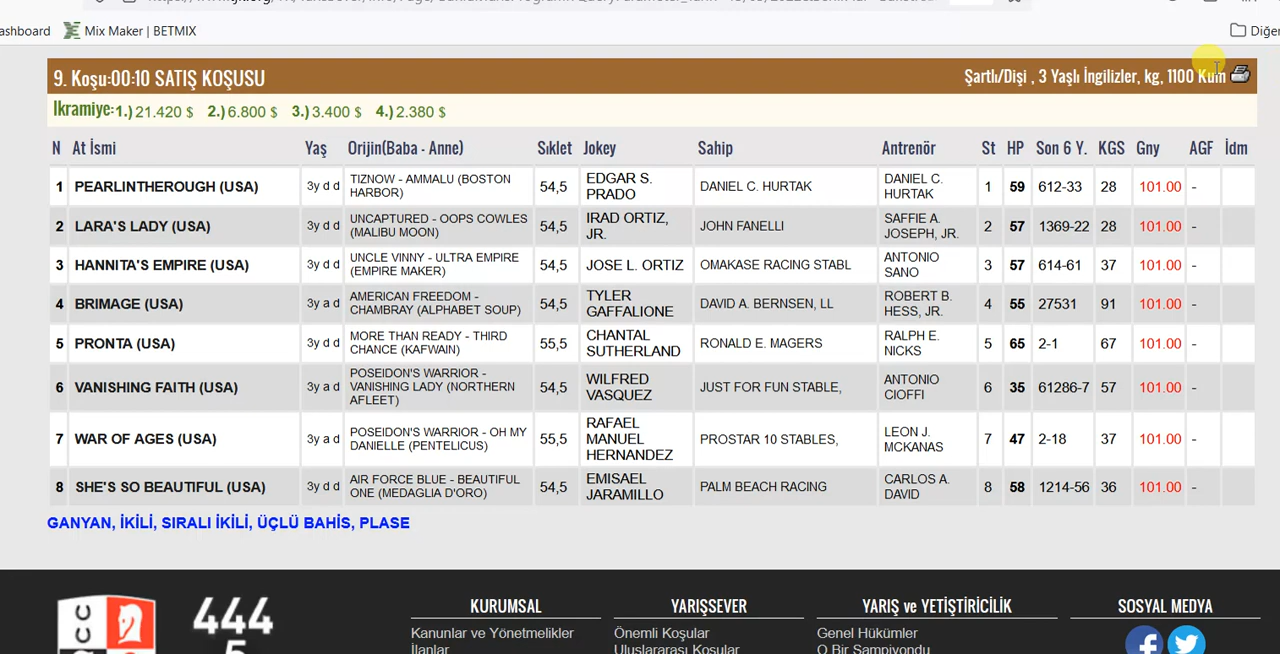 ashboard
Mix Maker | BETMIX
Diğer
9. Koşu:00:10 SATIŞ KOŞUSU
Şartlı/Dişi , 3 Yaşlı İngilizler, kg, 1100 Kum
Ikramiye:1.) 21.420 $ 2.) 6.800 $ 3.) 3.400 $ 4.) 2.380 $
N At İsmi Yaş Orijin(Baba - Anne) Sıklet Jokey Sahip Antrenör St HP Son 6 Y. KGS Gny AGF İdm
1 PEARLINTHEROUGH (USA) 3y d d TIZNOW - AMMALU (BOSTON HARBOR) 54,5 EDGAR S. PRADO DANIEL C. HURTAK DANIEL C. HURTAK 1 59 612-33 28 101.00 -
2 LARA'S LADY (USA) 3y d d UNCAPTURED - OOPS COWLES (MALIBU MOON) 54,5 IRAD ORTIZ, JR. JOHN FANELLI SAFFIE A. JOSEPH, JR. 2 57 1369-22 28 101.00 -
3 HANNITA'S EMPIRE (USA) 3y d d UNCLE VINNY - ULTRA EMPIRE (EMPIRE MAKER) 54,5 JOSE L. ORTIZ OMAKASE RACING STABL ANTONIO SANO 3 57 614-61 37 101.00 -
4 BRIMAGE (USA) 3y a d AMERICAN FREEDOM - CHAMBRAY (ALPHABET SOUP) 54,5 TYLER GAFFALIONE DAVID A. BERNSEN, LL ROBERT B. HESS, JR. 4 55 27531 91 101.00 -
5 PRONTA (USA) 3y d d MORE THAN READY - THIRD CHANCE (KAFWAIN) 55,5 CHANTAL SUTHERLAND RONALD E. MAGERS RALPH E. NICKS 5 65 2-1 67 101.00 -
6 VANISHING FAITH (USA) 3y a d POSEIDON'S WARRIOR - VANISHING LADY (NORTHERN AFLEET) 54,5 WILFRED VASQUEZ JUST FOR FUN STABLE, ANTONIO CIOFFI 6 35 61286-7 57 101.00 -
7 WAR OF AGES (USA) 3y a d POSEIDON'S WARRIOR - OH MY DANIELLE (PENTELICUS) 55,5 RAFAEL MANUEL HERNANDEZ PROSTAR 10 STABLES, LEON J. MCKANAS 7 47 2-18 37 101.00 -
8 SHE'S SO BEAUTIFUL (USA) 3y d d AIR FORCE BLUE - BEAUTIFUL ONE (MEDAGLIA D'ORO) 54,5 EMISAEL JARAMILLO PALM BEACH RACING CARLOS A. DAVID 8 58 1214-56 36 101.00 -
GANYAN, İKİLİ, SIRALI İKİLİ, ÜÇLÜ BAHİS, PLASE
444
5
KURUMSAL YARIŞSEVER YARIŞ ve YETİŞTİRİCİLİK SOSYAL MEDYA
Kanunlar ve Yönetmelikler Önemli Koşular Genel Hükümler
İlanlar Uluslararası Koşular O Bir Şampiyondu